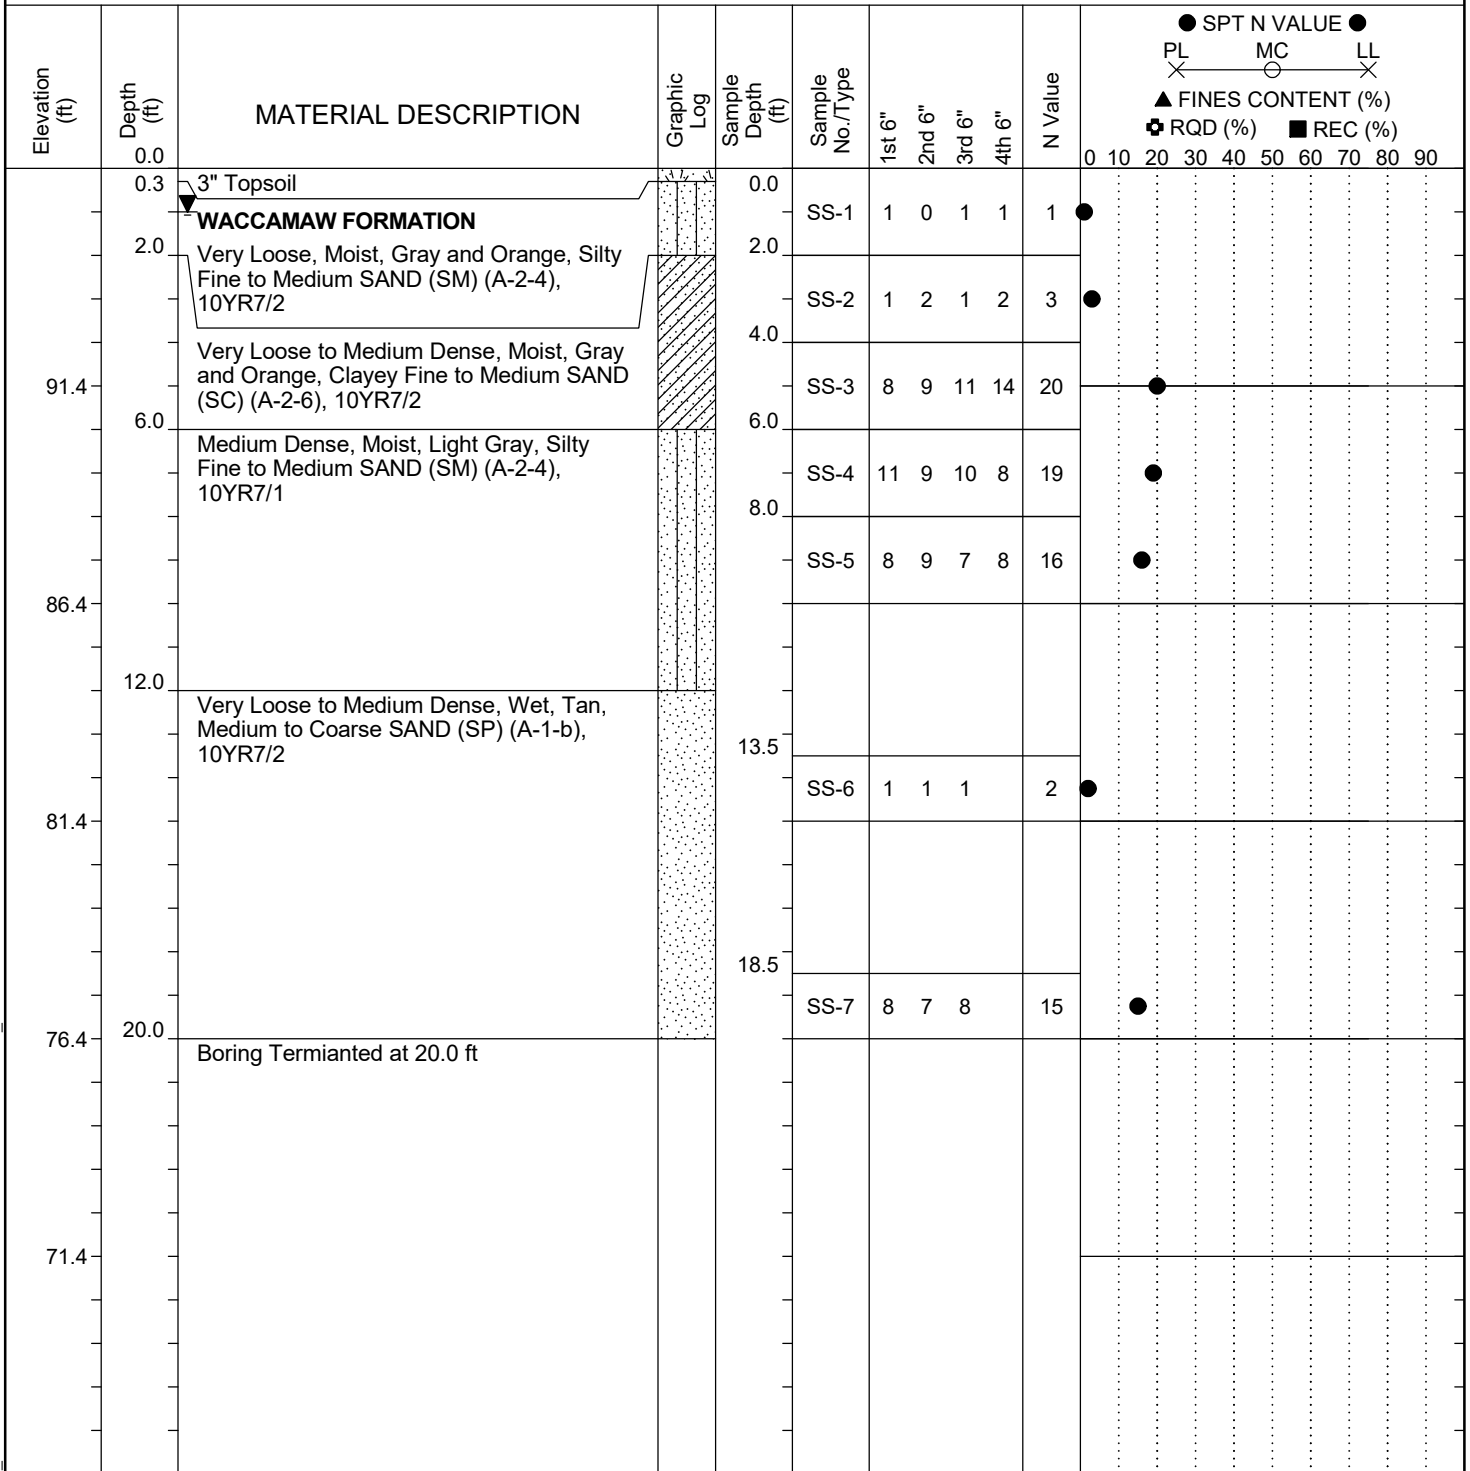 ● SPT N VALUE ●
PL MC LL
▲ FINES CONTENT (%)
RQD (%) ■ REC (%)
Elevation
(ft)
Depth
(ft)
MATERIAL DESCRIPTION
Graphic
Log
Sample
Depth
(ft)
Sample
No./Type
1st 6"
2nd 6"
3rd 6"
4th 6"
N Value
0.0
0 10 20 30 40 50 60 70 80 90
0.3 3" Topsoil 0.0
WACCAMAW FORMATION
SS-1 1 0 1 1 1
2.0 Very Loose, Moist, Gray and Orange, Silty 2.0
Fine to Medium SAND (SM) (A-2-4),
10YR7/2
SS-2 1 2 1 2 3
4.0
Very Loose to Medium Dense, Moist, Gray
and Orange, Clayey Fine to Medium SAND
(SC) (A-2-6), 10YR7/2
91.4 SS-3 8 9 11 14 20
6.0 6.0
Medium Dense, Moist, Light Gray, Silty
Fine to Medium SAND (SM) (A-2-4),
10YR7/1
SS-4 11 9 10 8 19
8.0
SS-5 8 9 7 8 16
86.4
12.0
Very Loose to Medium Dense, Wet, Tan,
Medium to Coarse SAND (SP) (A-1-b),
10YR7/2
13.5
SS-6 1 1 1 2
81.4
18.5
SS-7 8 7 8 15
76.4 20.0
Boring Termianted at 20.0 ft
71.4